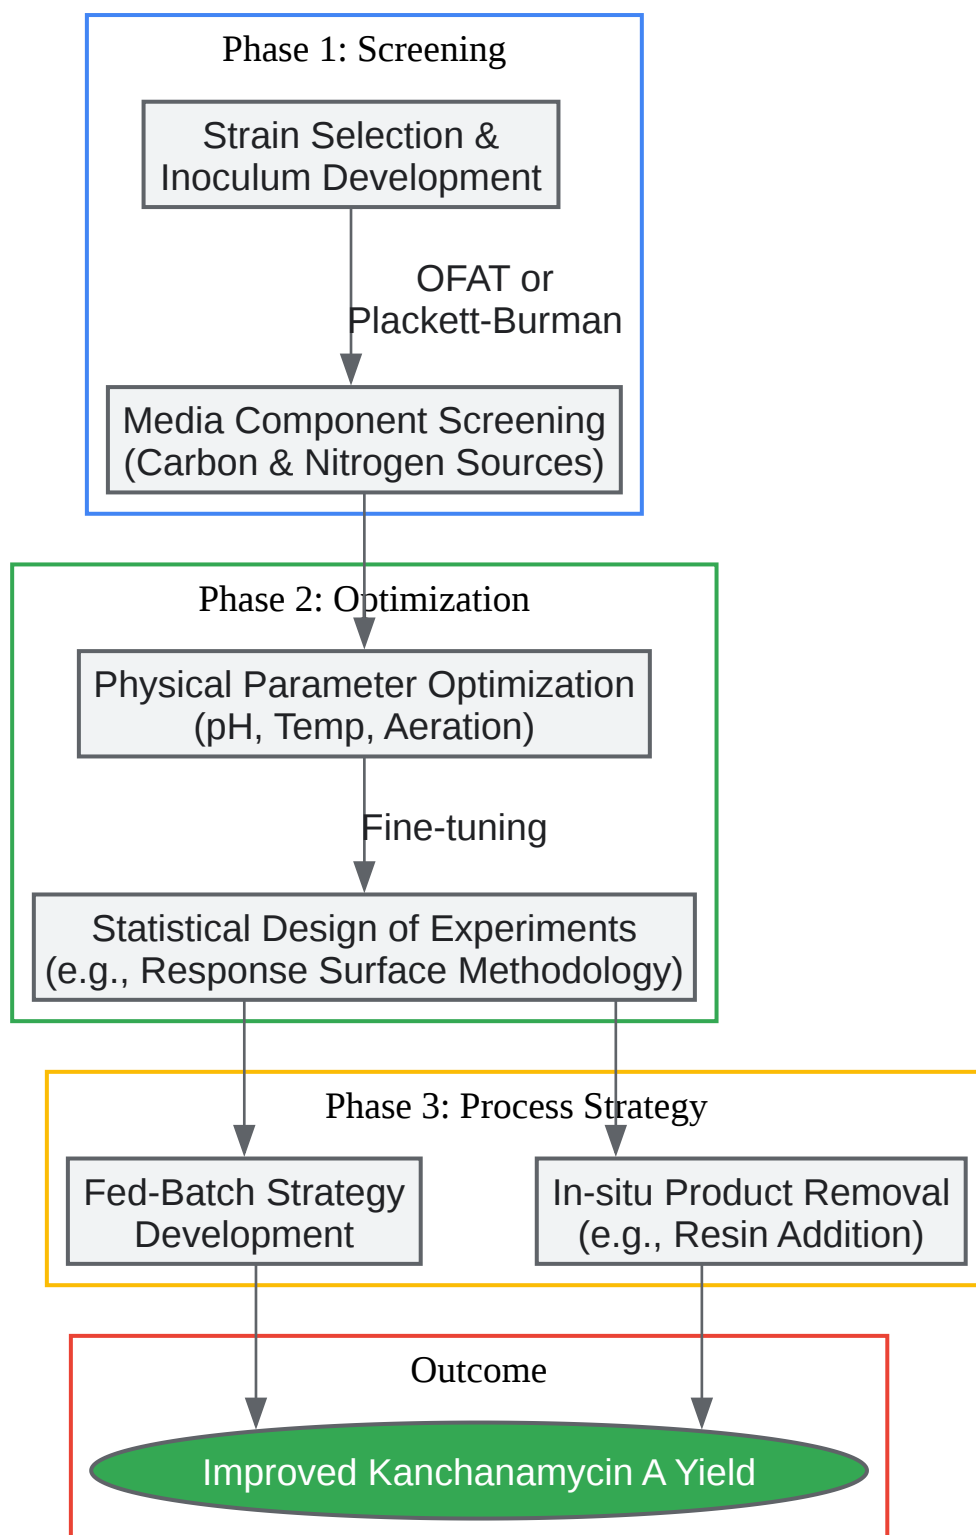 Phase 1: Screening
Strain Selection &
Inoculum Development
OFAT or
Plackett-Burman
Media Component Screening
(Carbon & Nitrogen Sources)
Phase 2: Optimization
Physical Parameter Optimization
(pH, Temp, Aeration)
Fine-tuning
Statistical Design of Experiments
(e.g., Response Surface Methodology)
Phase 3: Process Strategy
Fed-Batch Strategy
Development
In-situ Product Removal
(e.g., Resin Addition)
Outcome
Improved Kanchanamycin A Yield